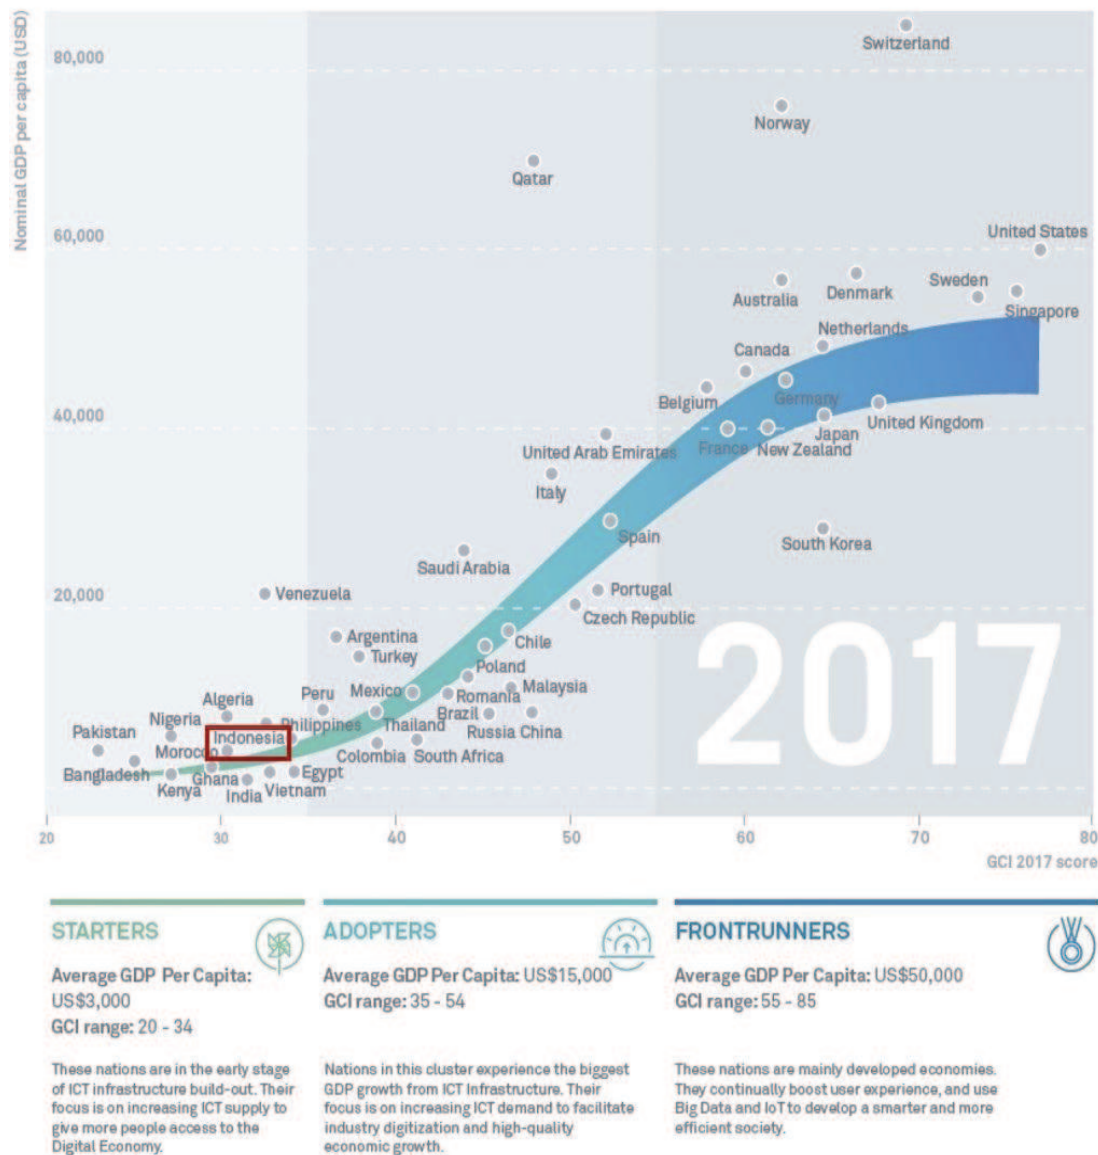 Nominal GDP per capita (USD)
80,000
Switzerland
Norway
Qatar
60,000
United States
Sweden
Denmark
Australia
Singapore
Netherlands
Canada
Germany
Belgium
40,000
United Kingdom
Japan
France
New Zealand
United Arab Emirates
Italy
Spain
South Korea
Saudi Arabia
Venezuela
Portugal
20,000
Czech Republic
Argentina
Chile
Turkey
Poland
Malaysia
Mexico
Peru
Romania
Algeria
Brazil
Thailand
Nigeria
Philippines
Pakistan
Indonesia
Russia
China
Morocco
Colombia
South Africa
Bangladesh
Ghana
Egypt
Kenya
India
Vietnam
2017
20
30
40
50
60
70
80
GCI 2017 score
STARTERS
Average GDP Per Capita:
US$3,000
GCI range: 20 - 34
These nations are in the early stage
of ICT infrastructure build-out. Their
focus is on increasing ICT supply to
give more people access to the
Digital Economy.
ADOPTERS
Average GDP Per Capita: US$15,000
GCI range: 35 - 54
Nations in this cluster experience the biggest
GDP growth from ICT Infrastructure. Their
focus is on increasing ICT demand to facilitate
industry digitization and high-quality
economic growth.
FRONTRUNNERS
Average GDP Per Capita: US$50,000
GCI range: 55 - 85
These nations are mainly developed economies.
They continually boost user experience, and use
Big Data and IoT to develop a smarter and more
efficient society.